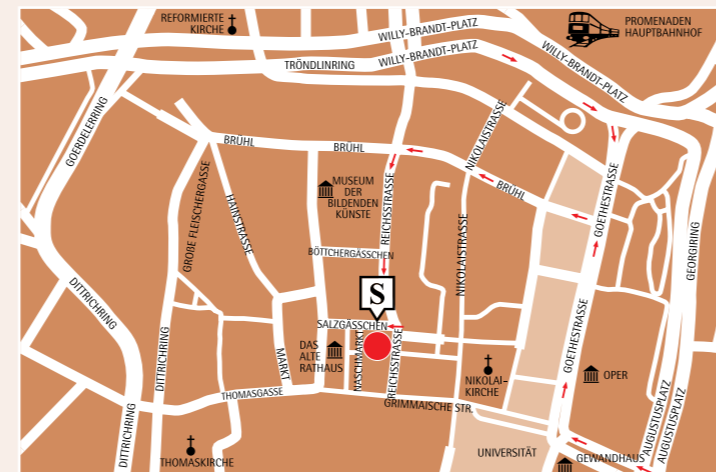 REFORMIERTE
KIRCHE
WILLY-BRANDT-PLATZ
PROMENADEN
HAUPTBAHNHOF
TRÖNDLINRING
WILLY-BRANDT-PLATZ
WILLY-BRANDT-PLATZ
GOERDELERRING
BRÜHL
BRÜHL
NIKOLAISTRASSE
BRÜHL
GROßE FLEISCHERGASSE
HAINSTRASSE
MUSEUM
DER
BILDENDEN
KÜNSTE
REICHSSTRASSE
GOETHESTRASSE
GEORGIRING
BÖTTCHERGÄSSCHEN
NIKOLAISTRASSE
DITTRICHRING
S
SALZGÄSSCHEN
DITTRICHRING
MARKT
DAS
ALTE
RATHAUS
NASCHMARKT
REICHSSTRASSE
GOETHESTRASSE
OPER
NIKOLAI-
KIRCHE
THOMASGASSE
GRIMMAISCHE STR.
AUGUSTUSPLATZ
AUGUSTUSPLATZ
DITTRICHRING
THOMASKIRCHE
UNIVERSITÄT
GEWANDHAUS